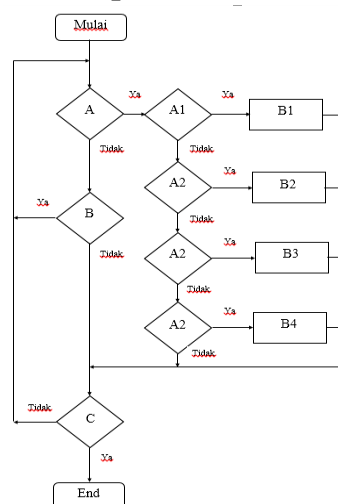 Mulai
Ya
Ya
A
A1
B1
Tidak
Tidak
A2
Ya
B2
Ya
B
Tidak
Tidak
Ya
A2
B3
Tidak
Ya
A2
B4
Tidak
Tidak
C
Ya
End